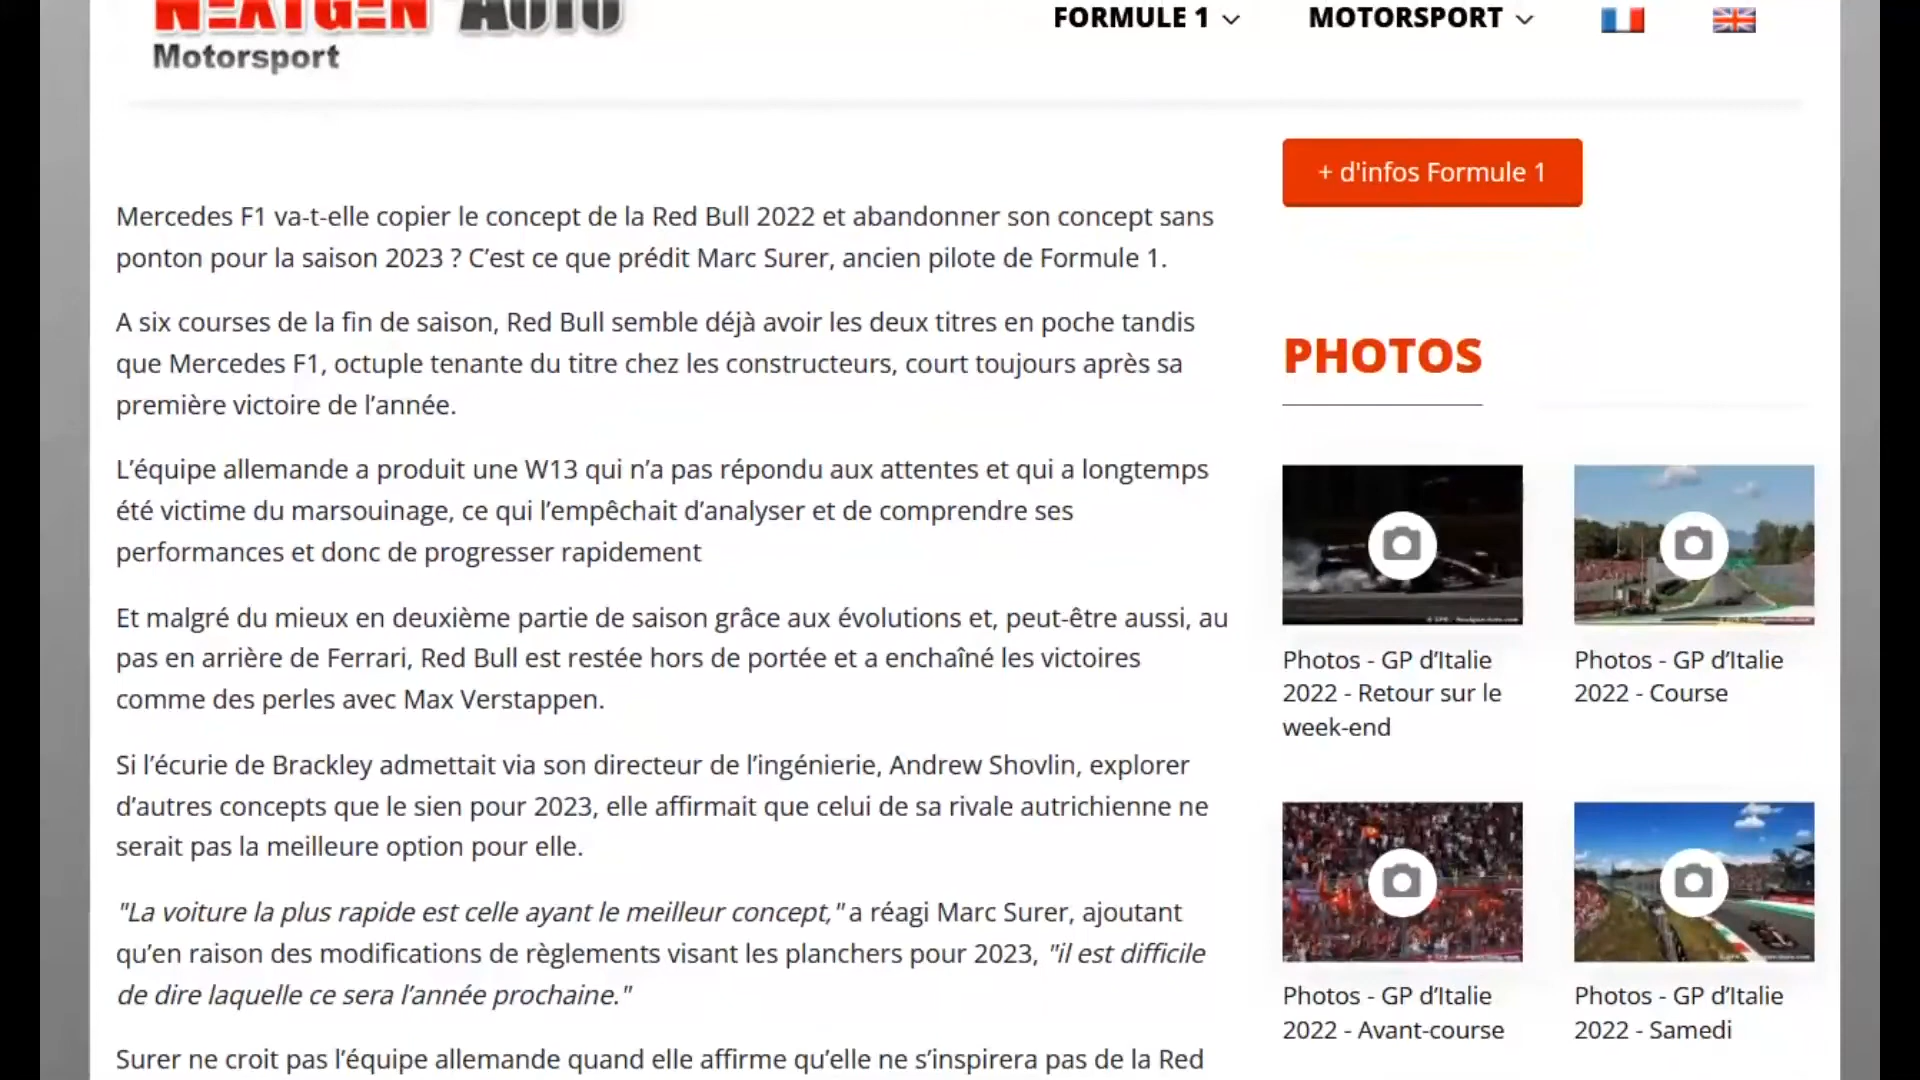 NEXTGEN AUTO
Motorsport
FORMULE 1
MOTORSPORT
+ d'infos Formule 1
Mercedes F1 va-t-elle copier le concept de la Red Bull 2022 et abandonner son concept sans
ponton pour la saison 2023 ? C’est ce que prédit Marc Surer, ancien pilote de Formule 1.
A six courses de la fin de saison, Red Bull semble déjà avoir les deux titres en poche tandis
que Mercedes F1, octuple tenante du titre chez les constructeurs, court toujours après sa
première victoire de l’année.
L’équipe allemande a produit une W13 qui n’a pas répondu aux attentes et qui a longtemps
été victime du marsouinage, ce qui l’empêchait d’analyser et de comprendre ses
performances et donc de progresser rapidement
Et malgré du mieux en deuxième partie de saison grâce aux évolutions et, peut-être aussi, au
pas en arrière de Ferrari, Red Bull est restée hors de portée et a enchaîné les victoires
comme des perles avec Max Verstappen.
Si l’écurie de Brackley admettait via son directeur de l’ingénierie, Andrew Shovlin, explorer
d’autres concepts que le sien pour 2023, elle affirmait que celui de sa rivale autrichienne ne
serait pas la meilleure option pour elle.
"La voiture la plus rapide est celle ayant le meilleur concept," a réagi Marc Surer, ajoutant
qu’en raison des modifications de règlements visant les planchers pour 2023, "il est difficile
de dire laquelle ce sera l’année prochaine."
Surer ne croit pas l’équipe allemande quand elle affirme qu’elle ne s’inspirera pas de la Red
PHOTOS
Photos - GP d’Italie
2022 - Retour sur le
week-end
Photos - GP d’Italie
2022 - Course
Photos - GP d’Italie
2022 - Avant-course
Photos - GP d’Italie
2022 - Samedi